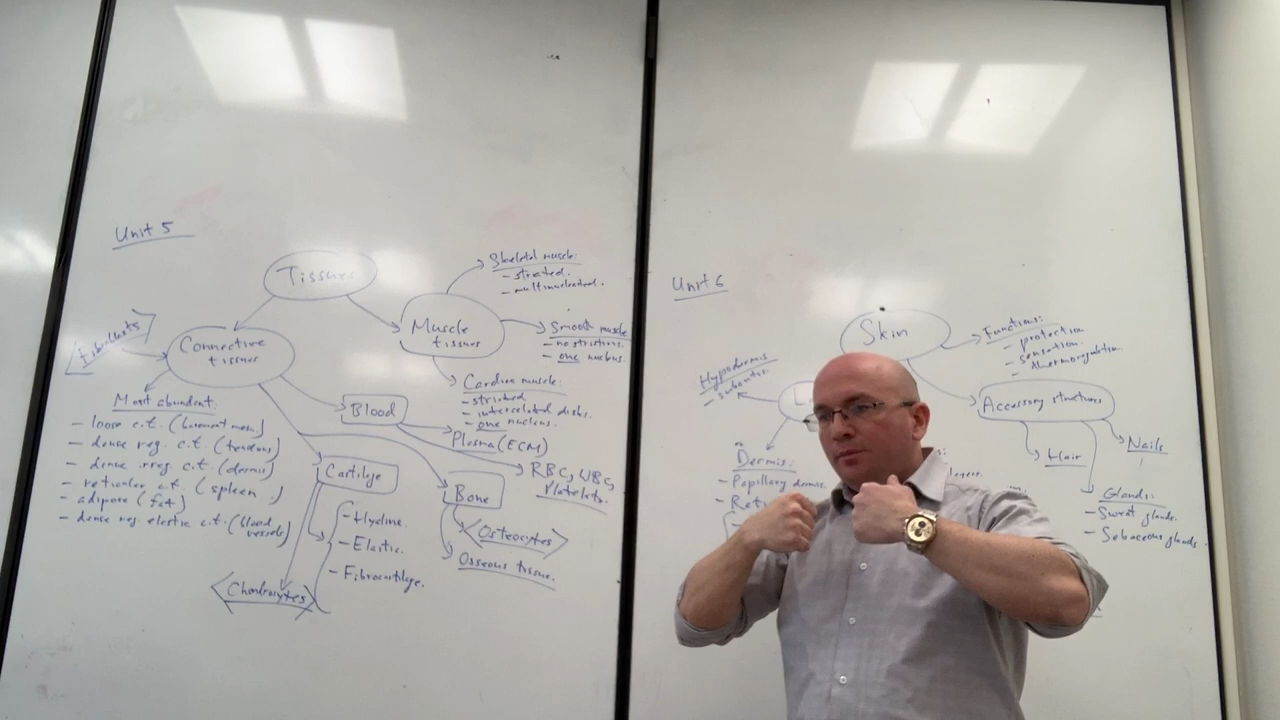 Unit 5
Tissues
Connective
tissues
Muscle
tissues
Skeletal muscle:
- striated.
- multinucleated.
Smooth muscle
- no striations.
- one nucleus.
Cardiac muscle:
- striated
- one nucleus.
Fibroblasts
Most abundant:
- loose c.t. (basement mem)
- dense reg. c.t. (tendons)
- dense irreg. c.t. (dermis)
- reticular c.t. (spleen .)
- adipose (fat)
- dense reg. elastic c.t. (blood
vessels)
Blood
Plasma (ECM)
RBC, WBC,
Platelets.
Cartilage
- Hyaline.
- Elastic.
- Fibrocartilage.
Chondrocytes
Bone
Osteocytes
Osseous tissue.
Unit 6
Skin
Functions:
- protection
- sensation.
- thermoregulation.
Hypodermis
Accessory structures
Hair
Nails
Glands:
- Sweat glands.
- Sebaceous glands.
Dermis:
- Papillary dermis.